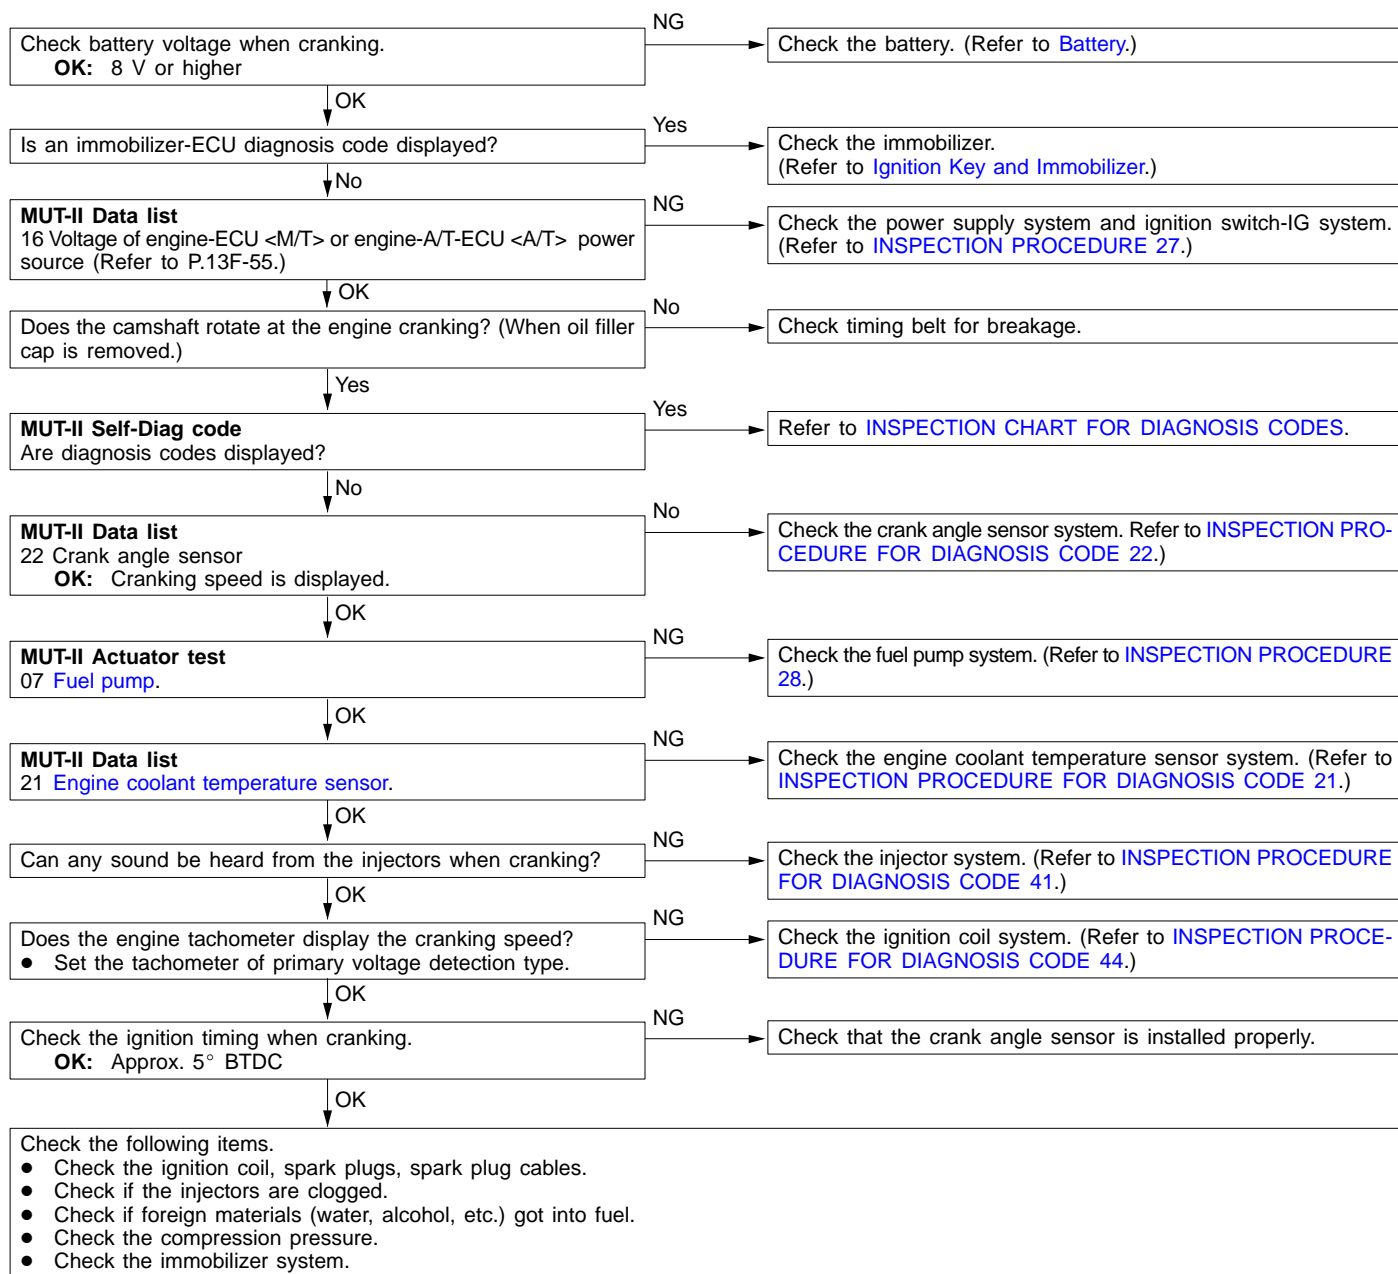 NG
Check battery voltage when cranking.
OK: 8 V or higher
Check the battery. (Refer to Battery.)
OK
Is an immobilizer-ECU diagnosis code displayed?
Yes
Check the immobilizer.
(Refer to Ignition Key and Immobilizer.)
No
MUT-II Data list
16 Voltage of engine-ECU <M/T> or engine-A/T-ECU <A/T> power
source (Refer to P.13F-55.)
NG
Check the power supply system and ignition switch-IG system.
(Refer to INSPECTION PROCEDURE 27.)
OK
Does the camshaft rotate at the engine cranking? (When oil filler
cap is removed.)
No
Check timing belt for breakage.
Yes
MUT-II Self-Diag code
Are diagnosis codes displayed?
Yes
Refer to INSPECTION CHART FOR DIAGNOSIS CODES.
No
MUT-II Data list
22 Crank angle sensor
OK: Cranking speed is displayed.
No
Check the crank angle sensor system. Refer to INSPECTION PRO-
CEDURE FOR DIAGNOSIS CODE 22.)
OK
MUT-II Actuator test
07 Fuel pump.
NG
Check the fuel pump system. (Refer to INSPECTION PROCEDURE
28.)
OK
MUT-II Data list
21 Engine coolant temperature sensor.
NG
Check the engine coolant temperature sensor system. (Refer to
INSPECTION PROCEDURE FOR DIAGNOSIS CODE 21.)
OK
Can any sound be heard from the injectors when cranking?
NG
Check the injector system. (Refer to INSPECTION PROCEDURE
FOR DIAGNOSIS CODE 41.)
OK
Does the engine tachometer display the cranking speed?
● Set the tachometer of primary voltage detection type.
NG
Check the ignition coil system. (Refer to INSPECTION PROCE-
DURE FOR DIAGNOSIS CODE 44.)
OK
Check the ignition timing when cranking.
OK: Approx. 5° BTDC
NG
Check that the crank angle sensor is installed properly.
OK
Check the following items.
● Check the ignition coil, spark plugs, spark plug cables.
● Check if the injectors are clogged.
● Check if foreign materials (water, alcohol, etc.) got into fuel.
● Check the compression pressure.
● Check the immobilizer system.